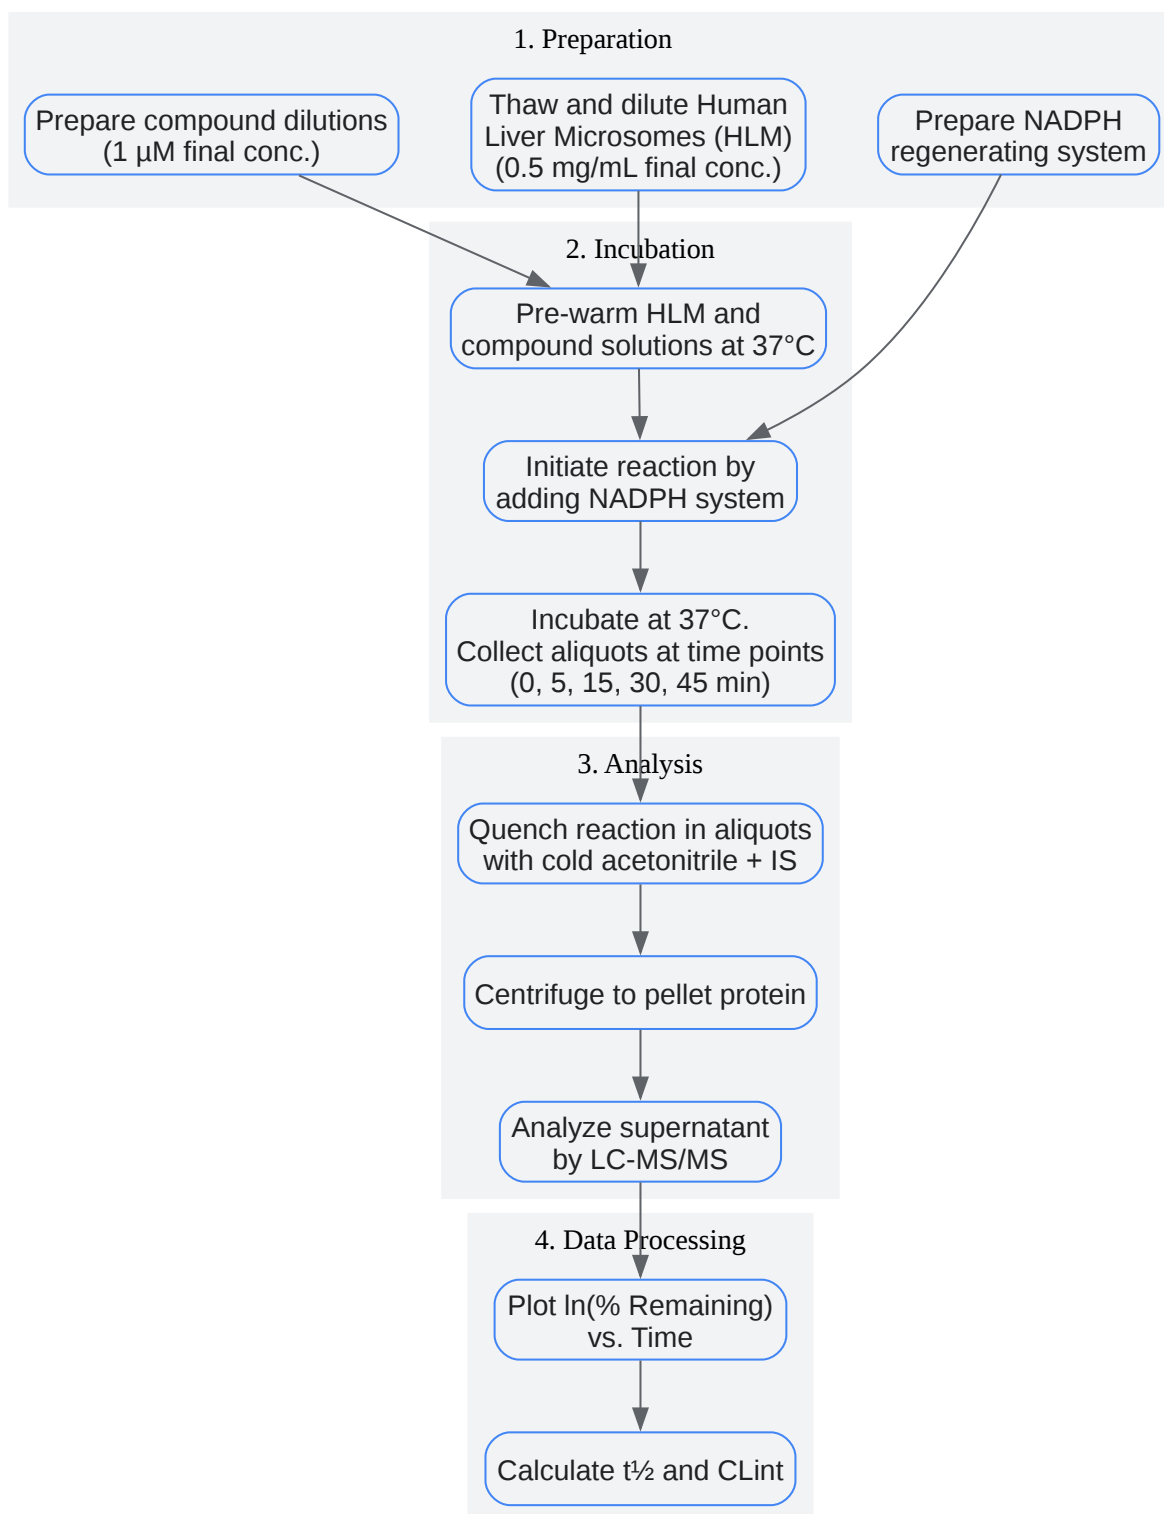 1. Preparation
Prepare compound dilutions
(1 µM final conc.)
Thaw and dilute Human
Liver Microsomes (HLM)
(0.5 mg/mL final conc.)
Prepare NADPH
regenerating system
2. Incubation
Pre-warm HLM and
compound solutions at 37°C
Initiate reaction by
adding NADPH system
Incubate at 37°C.
Collect aliquots at time points
(0, 5, 15, 30, 45 min)
3. Analysis
Quench reaction in aliquots
with cold acetonitrile + IS
Centrifuge to pellet protein
Analyze supernatant
by LC-MS/MS
4. Data Processing
Plot ln(% Remaining)
vs. Time
Calculate t½ and CLint